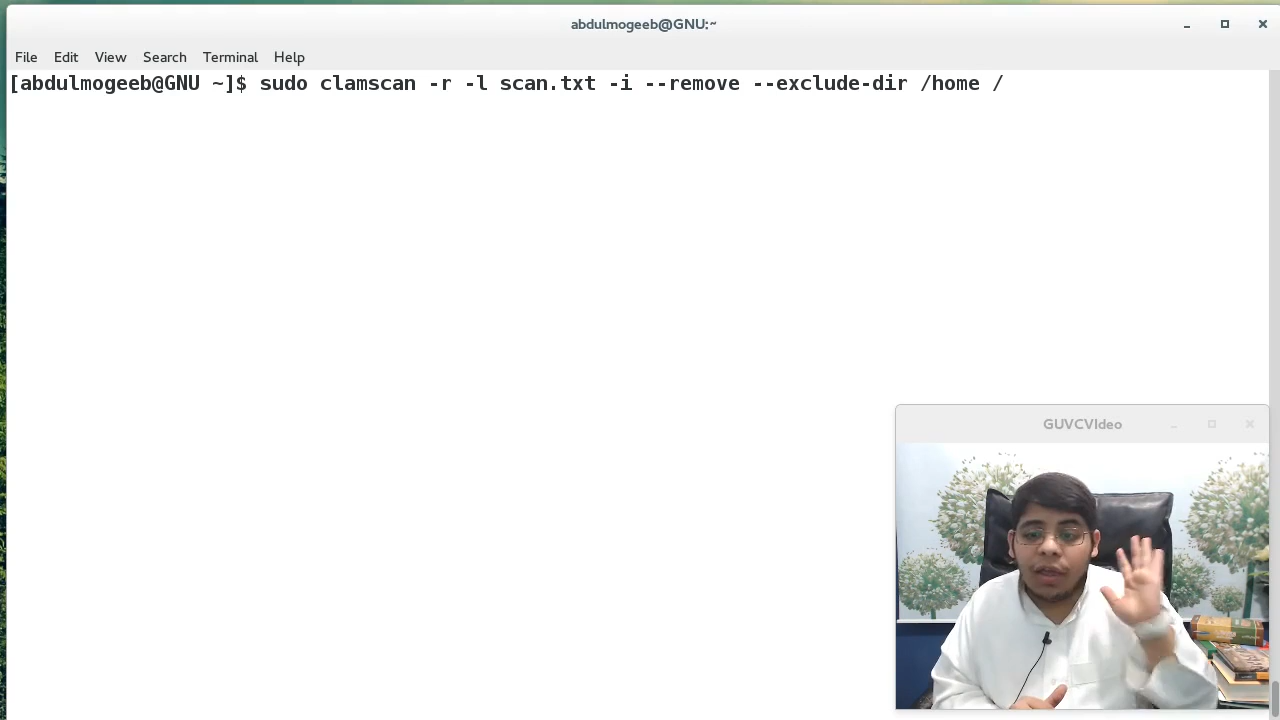 abdulmogeeb@GNU:~
File Edit View Search Terminal Help
[abdulmogeeb@GNU ~]$ sudo clamscan -r -l scan.txt -i --remove --exclude-dir /home /
GUVCVIdeo